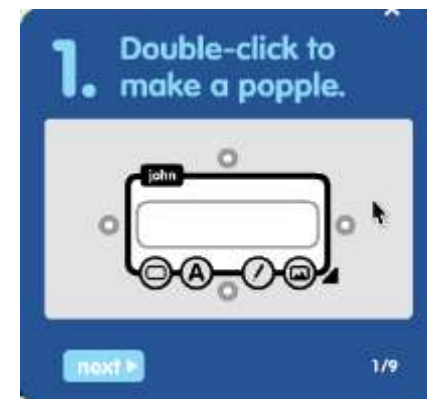 1. Double-click to
make a popple.
john
A
next
1/9